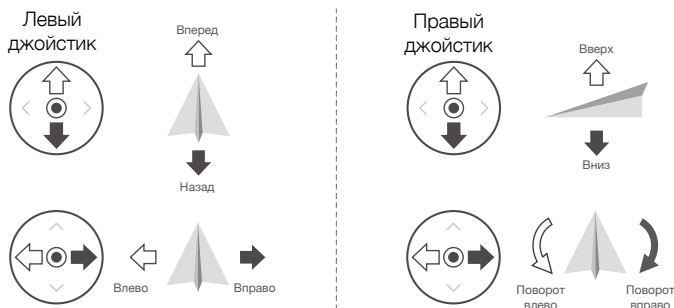 Левый
джойстик
Вперед
Назад
Влево
Вправо
Правый
джойстик
Вверх
Вниз
Поворот
влево
Поворот
вправо